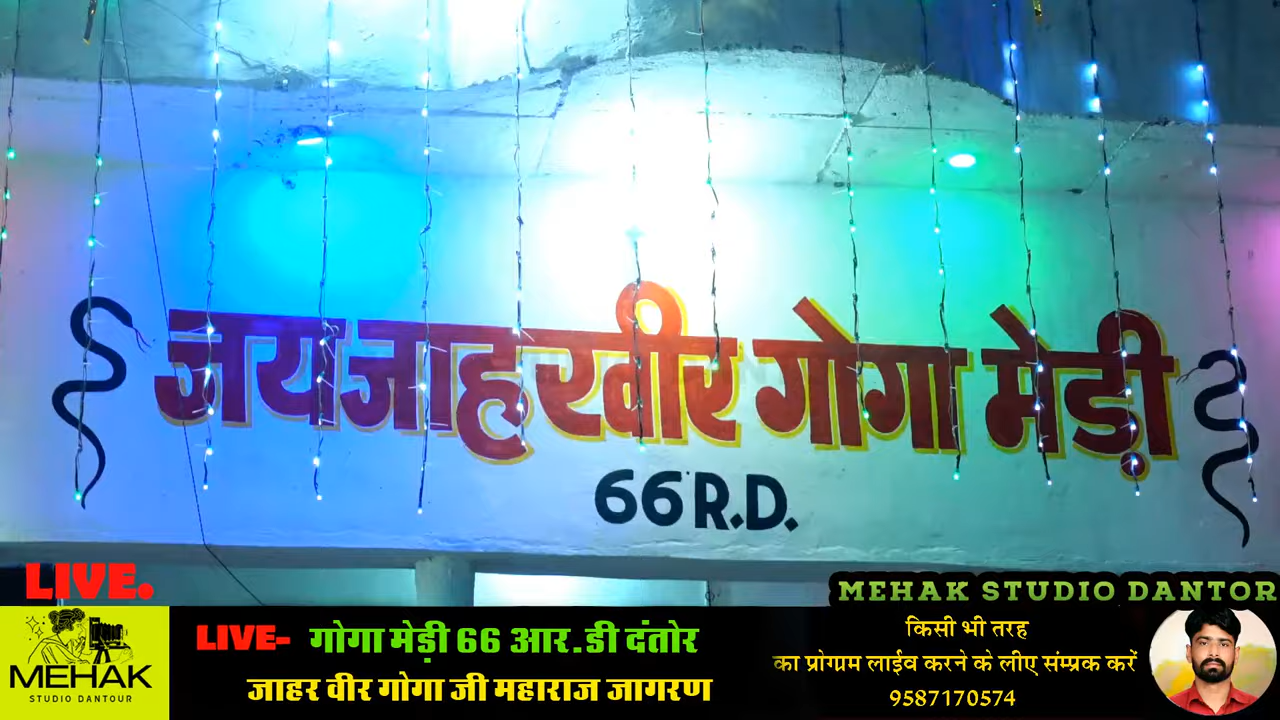 जय जाहरवीर गोगा मेड़ी
66 R.D.
LIVE.
MEHAK STUDIO DANTOR
MEHAK
STUDIO DANTOUR
LIVE- गोगा मेड़ी 66 आर.डी दंतोर
जाहर वीर गोगा जी महाराज जागरण
किसी भी तरह
का प्रोग्राम लाईव करने के लीए संम्प्रक करें
9587170574